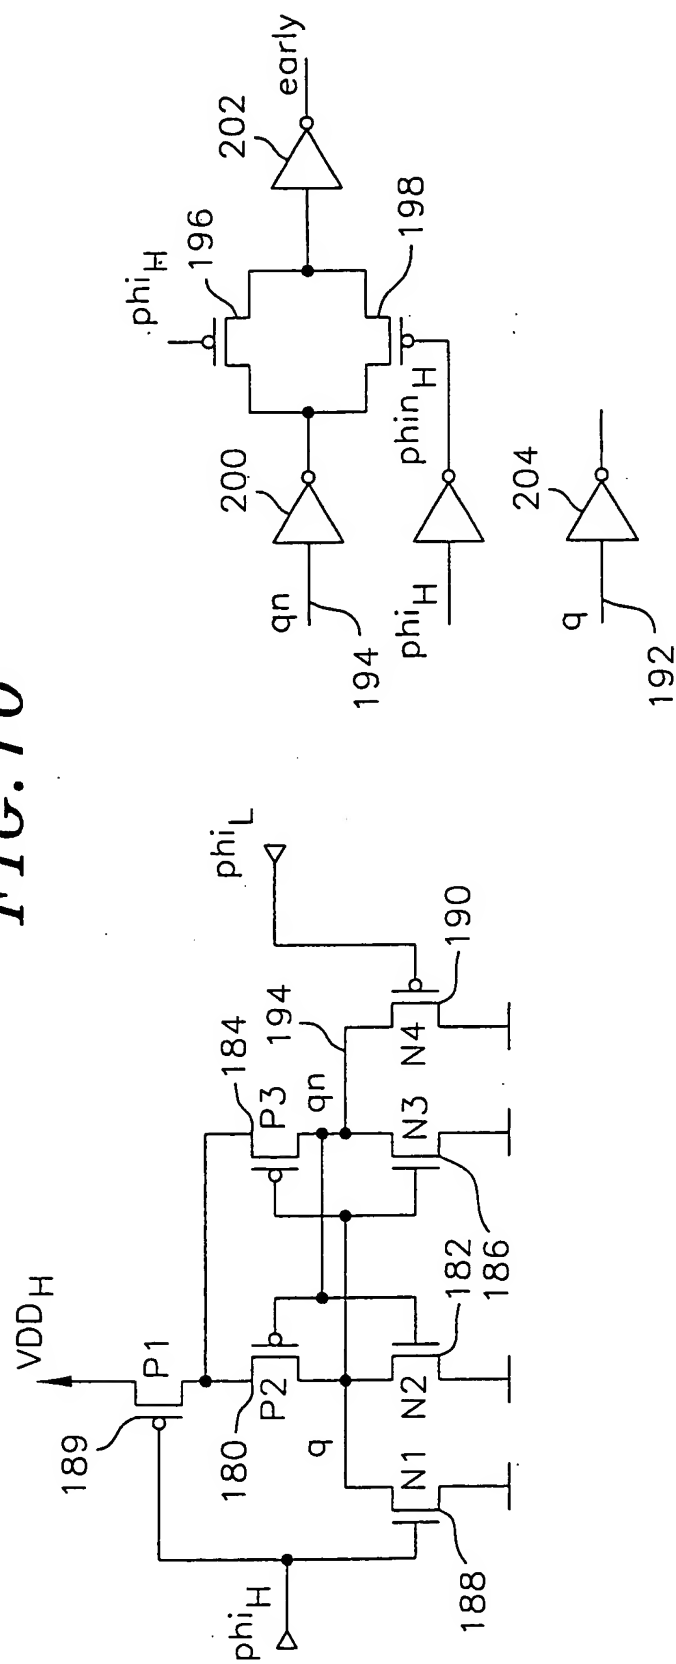 FIG.10
VDD_H
189
P1
180
P2
184
P3
q
qn
194
phi_L
phi_H
N1
N2
N3
N4
188
182
186
190
phi_H
196
202
early
qn
200
194
198
phi_H
phin_H
q
204
192